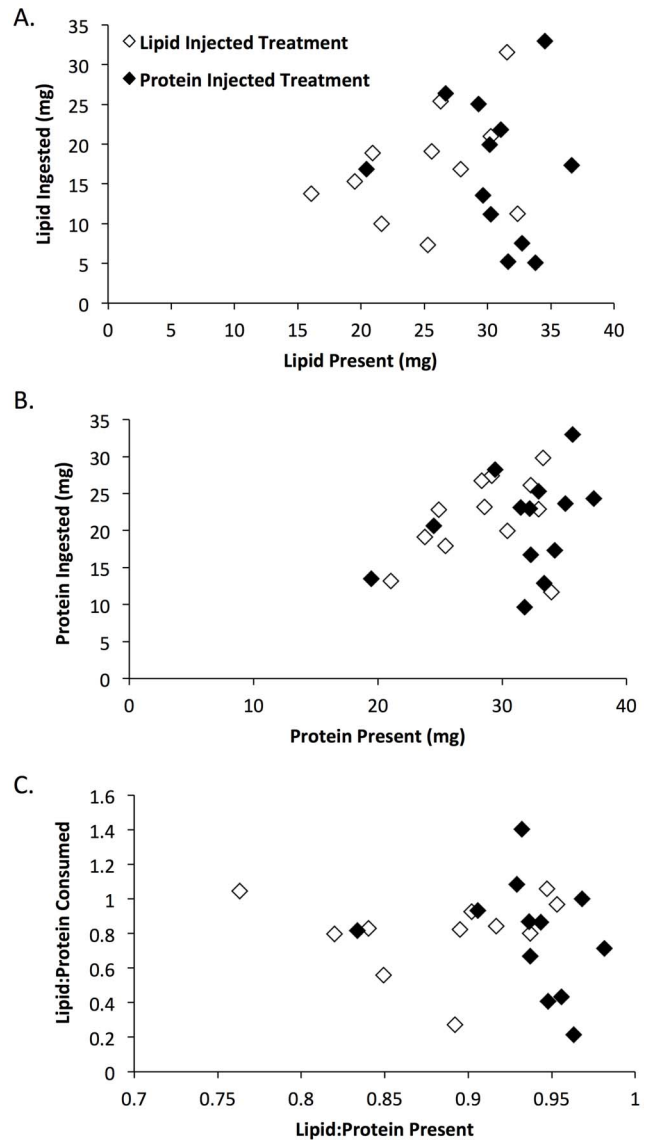 A.
35
30
25
20
15
10
5
0
Lipid Ingested (mg)
◇ Lipid Injected Treatment
◆ Protein Injected Treatment
0 5 10 15 20 25 30 35 40
Lipid Present (mg)
B.
35
30
25
20
15
10
5
0
Protein Ingested (mg)
0 10 20 30 40
Protein Present (mg)
C.
1.6
1.4
1.2
1
0.8
0.6
0.4
0.2
0
Lipid:Protein Consumed
0.7 0.75 0.8 0.85 0.9 0.95 1
Lipid:Protein Present